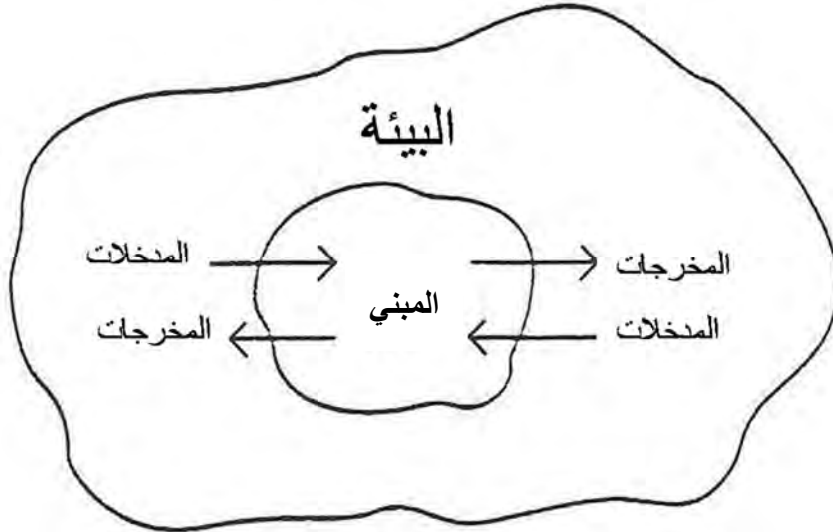 البيئة
المخرجات
المدخلات
المبني
المدخلات
المخرجات